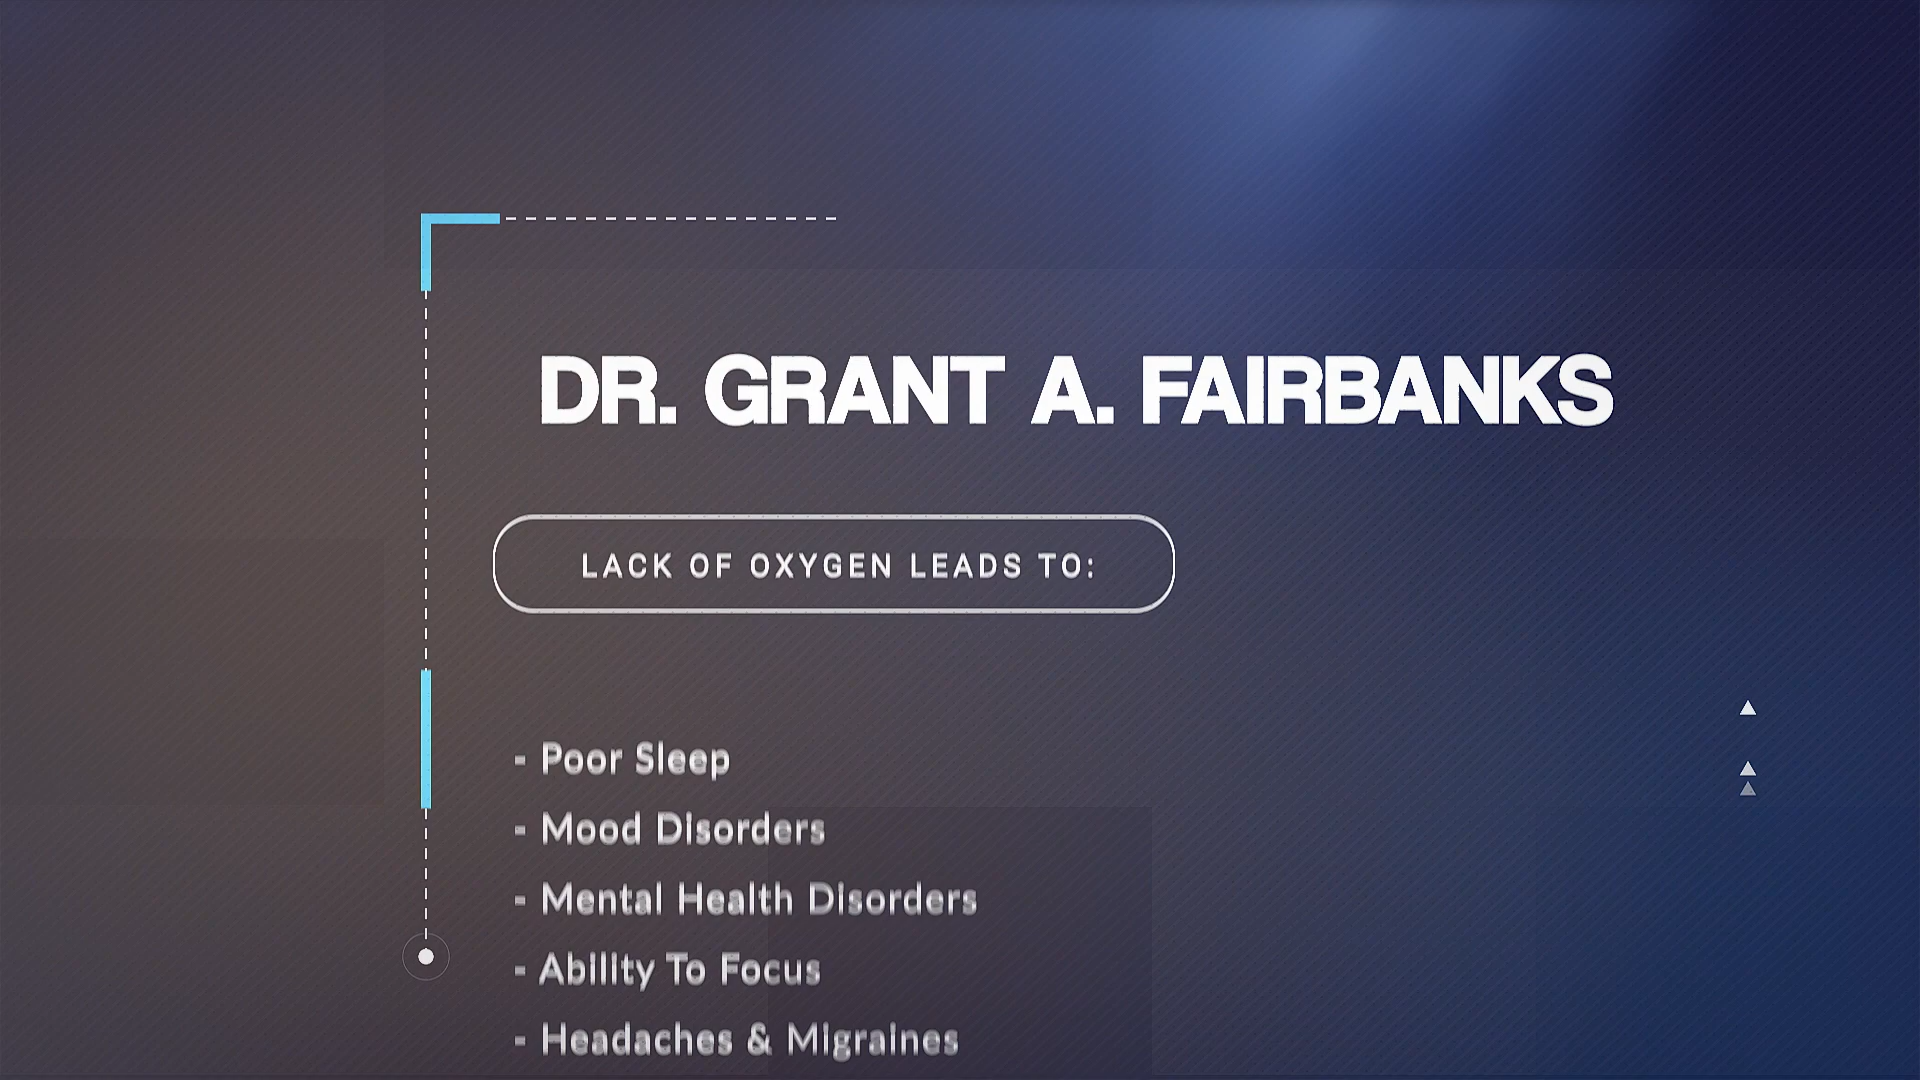 DR. GRANT A. FAIRBANKS
LACK OF OXYGEN LEADS TO:
- Poor Sleep
- Mood Disorders
- Mental Health Disorders
- Ability To Focus
- Headaches & Migraines